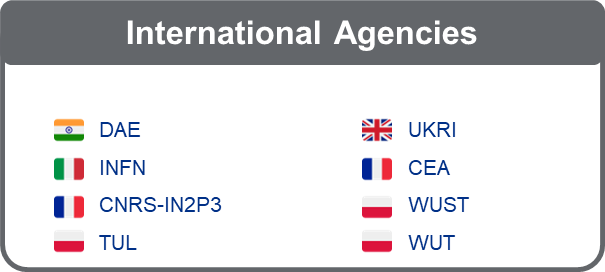 International Agencies
DAE
UKRI
INFN
CEA
CNRS-IN2P3
WUST
TUL
WUT